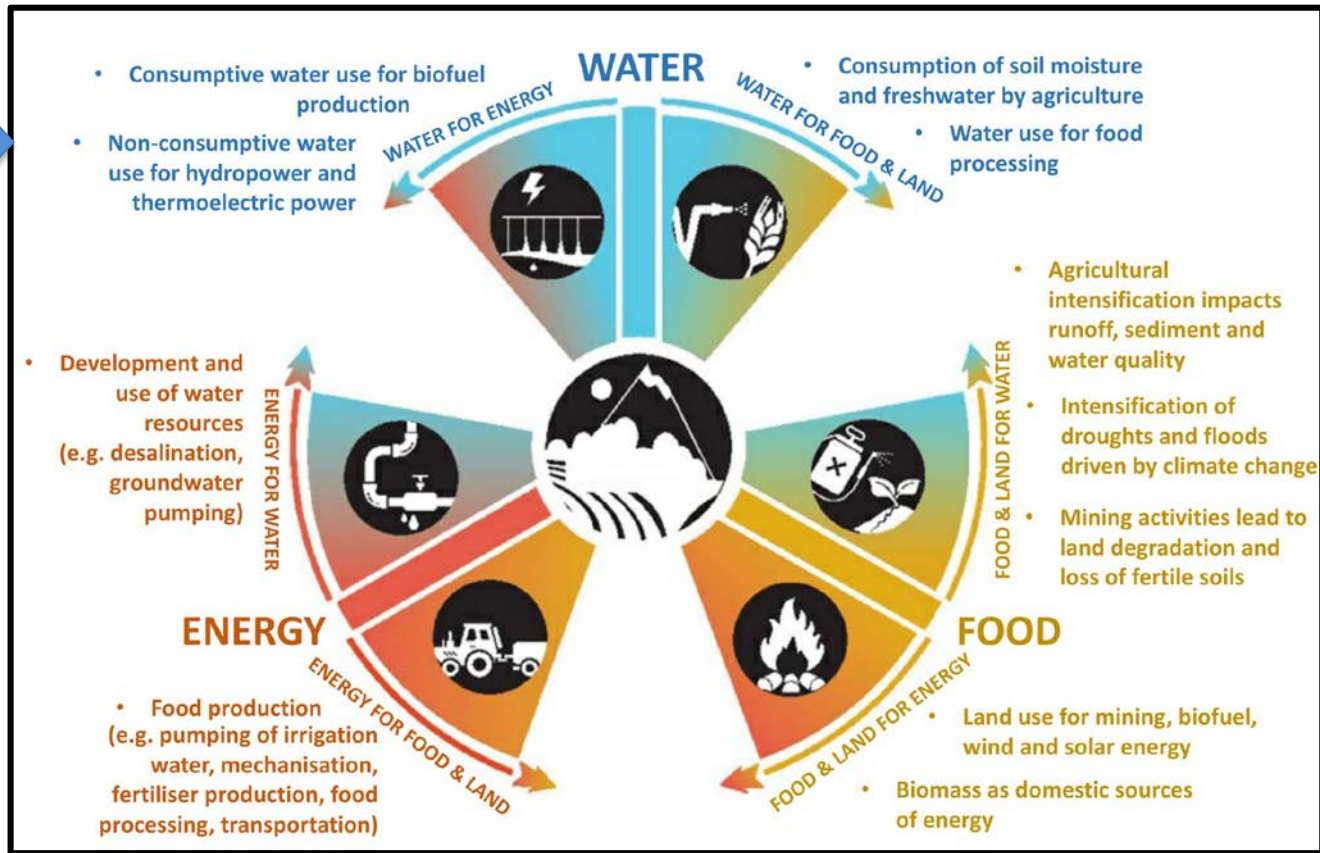 WATER
• Consumptive water use for biofuel
production
• Non-consumptive water
use for hydropower and
thermoelectric power
WATER FOR ENERGY
WATER FOR FOOD & LAND
• Consumption of soil moisture
and freshwater by agriculture
• Water use for food
processing
• Development and
use of water
resources
(e.g. desalination,
groundwater
pumping)
ENERGY FOR WATER
ENERGY
ENERGY FOR FOOD & LAND
• Food production
(e.g. pumping of irrigation
water, mechanisation,
fertiliser production, food
processing, transportation)
• Agricultural
intensification impacts
runoff, sediment and
water quality
• Intensification of
droughts and floods
driven by climate change
• Mining activities lead to
land degradation and
loss of fertile soils
FOOD & LAND FOR WATER
FOOD
FOOD & LAND FOR ENERGY
• Land use for mining, biofuel,
wind and solar energy
• Biomass as domestic sources
of energy